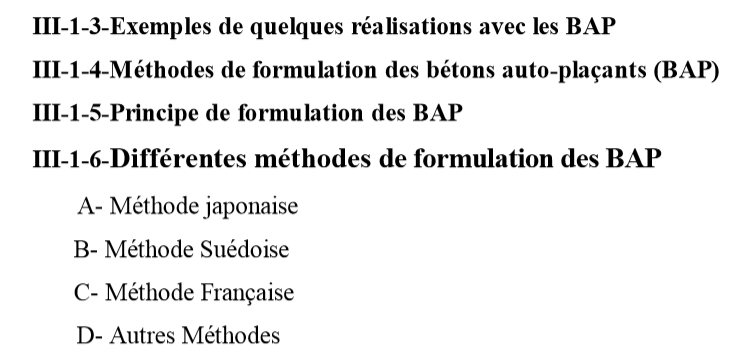 III-1-3-Exemples de quelques réalisations avec les BAP
III-1-4-Méthodes de formulation des bétons auto-plaçants (BAP)
III-1-5-Principe de formulation des BAP
III-1-6-Différentes méthodes de formulation des BAP
A- Méthode japonaise
B- Méthode Suédoise
C- Méthode Française
D- Autres Méthodes